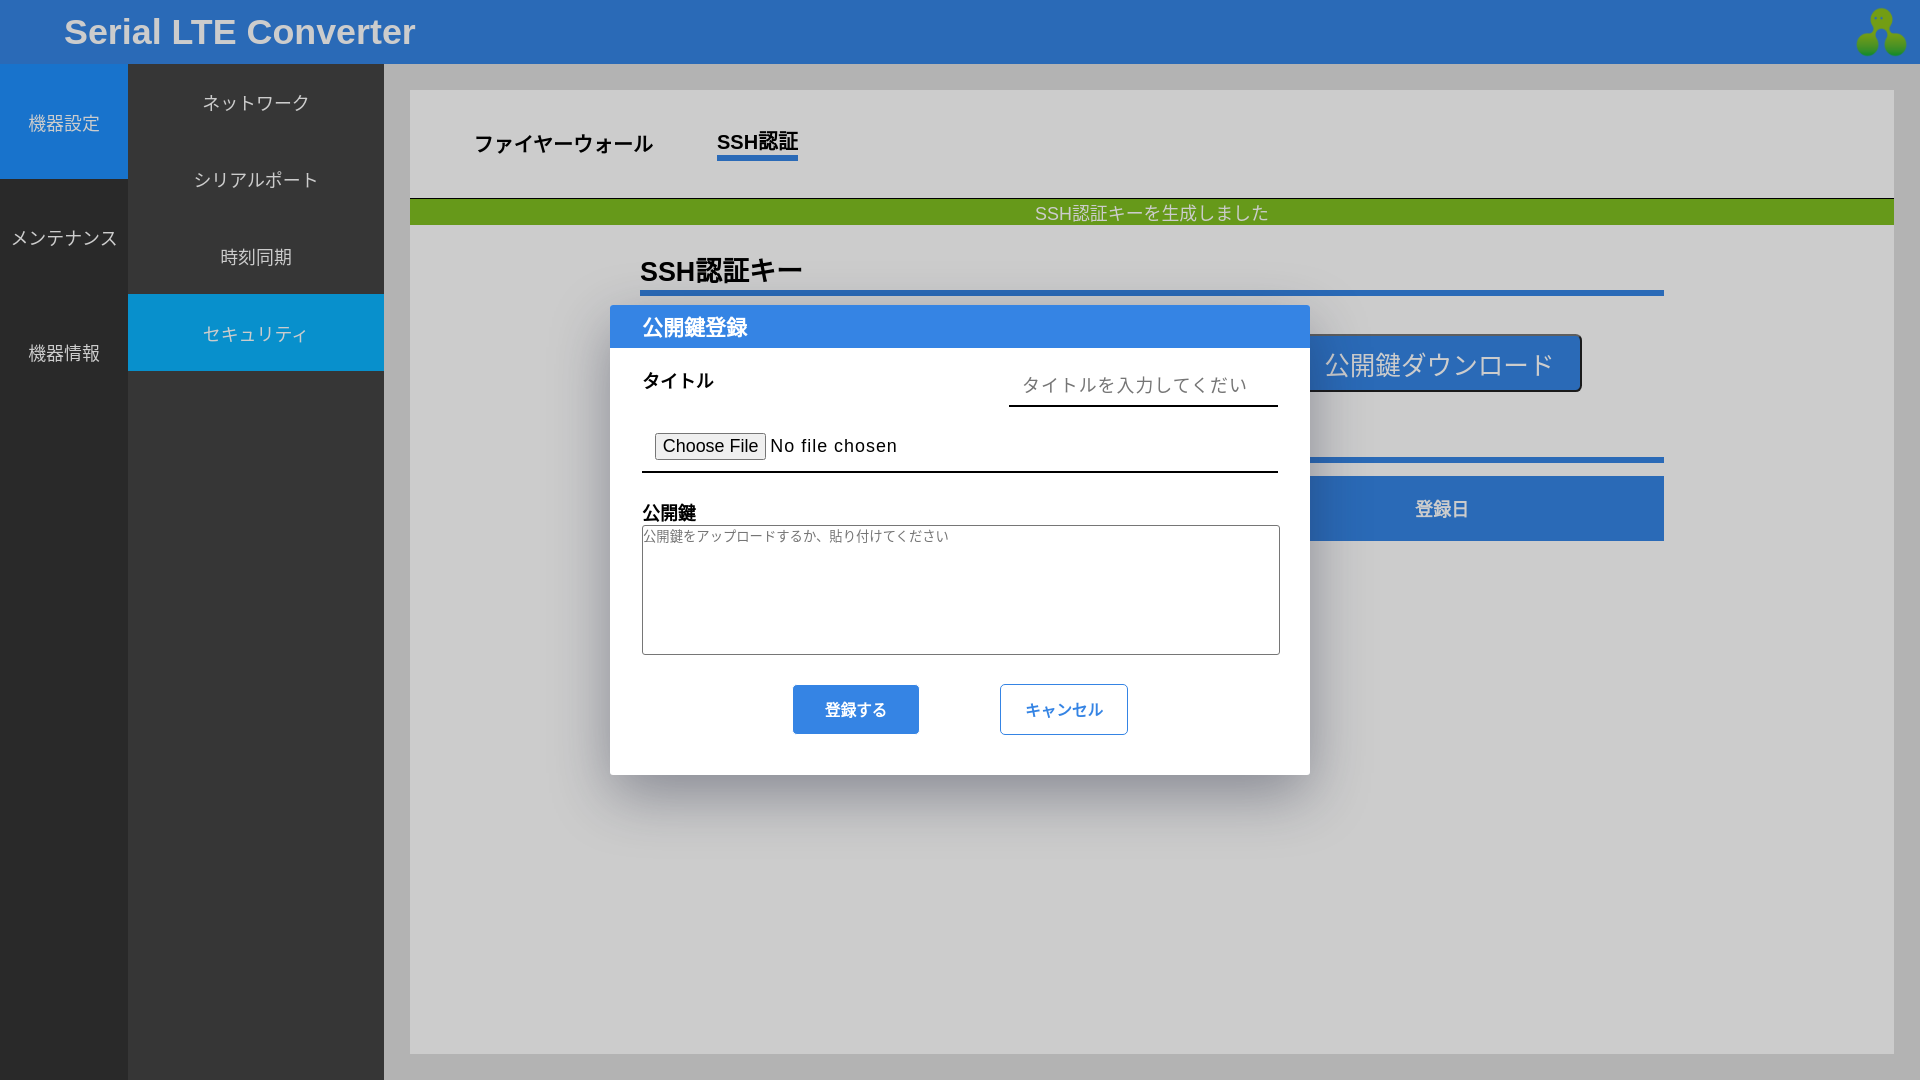 Serial LTE Converter
機器設定
メンテナンス
機器情報
ネットワーク
シリアルポート
時刻同期
セキュリティ
ファイヤーウォール
SSH認証
SSH認証キーを生成しました
SSH認証キー
公開鍵ダウンロード
登録日
公開鍵登録
タイトル
タイトルを入力してくだい
Choose File No file chosen
公開鍵
公開鍵をアップロードするか、貼り付けてください
登録する
キャンセル